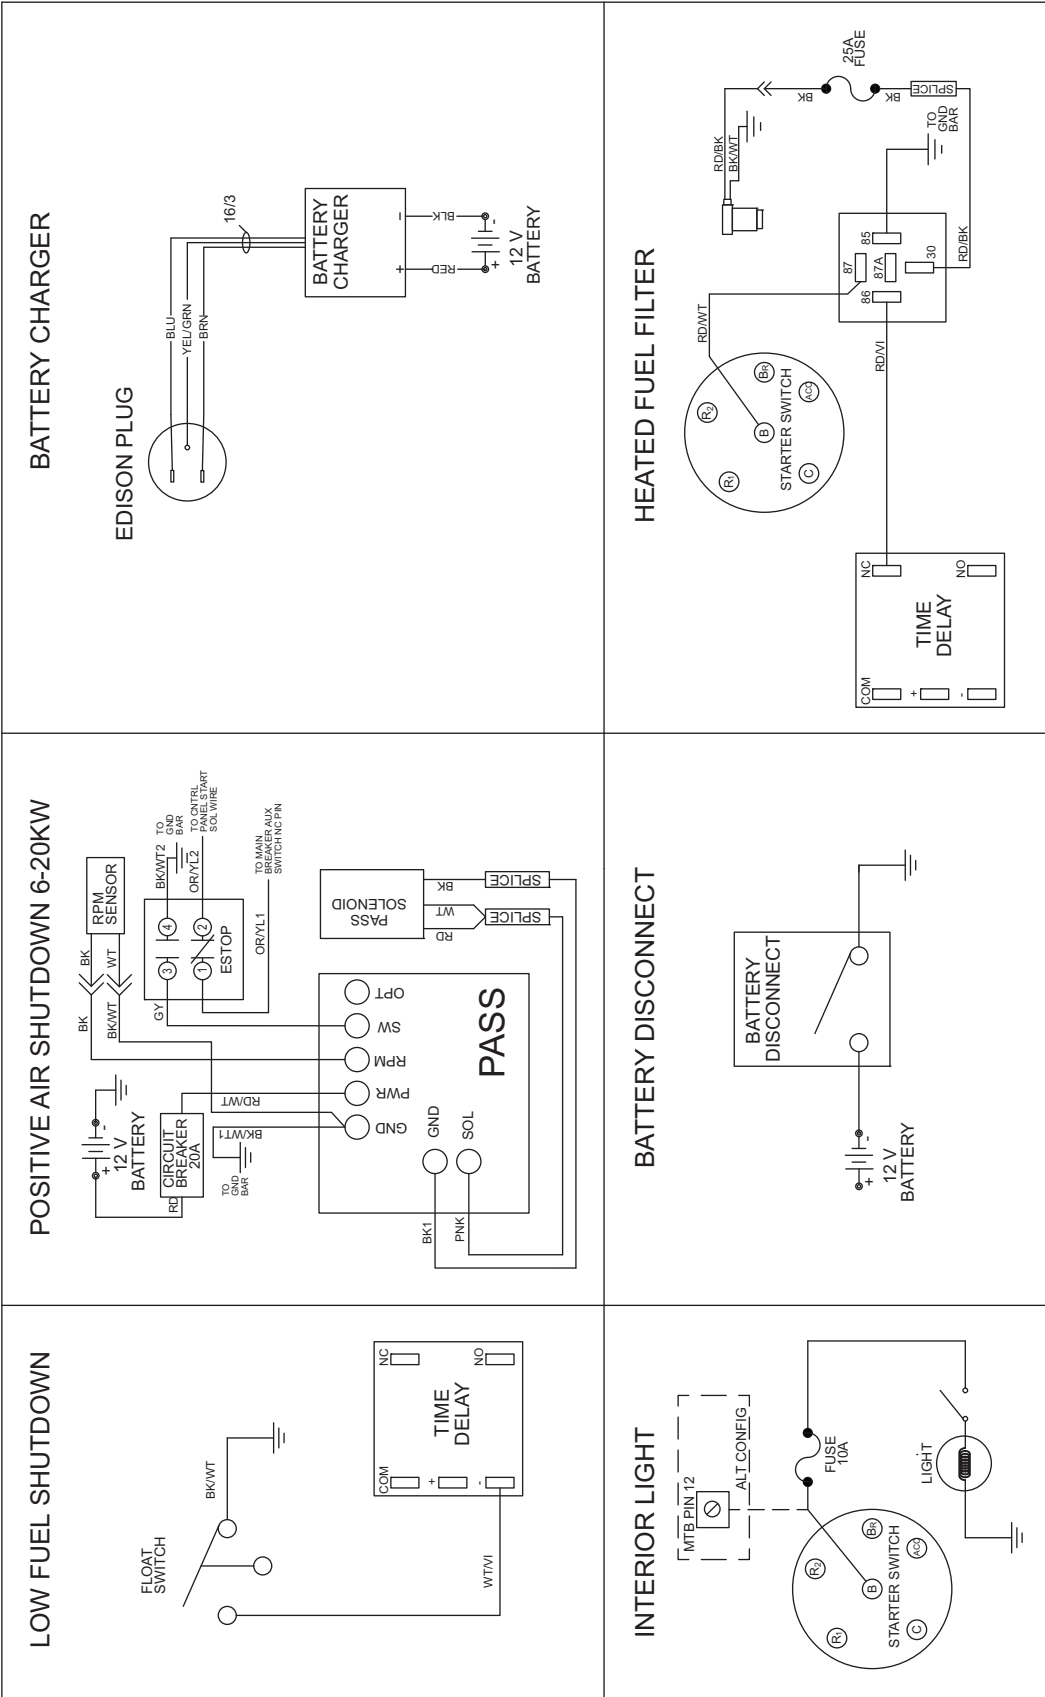 LOW FUEL SHUTDOWN
FLOAT
SWITCH
BK/WT
WT/VI
COM
+
-
NC
NO
TIME
DELAY
POSITIVE AIR SHUTDOWN 6-20KW
+
-
12 V
BATTERY
RD
CIRCUIT
BREAKER
20A
RD/WT
BK/WT1
TO
GND
BAR
BK
BK
BK/WT
WT
RPM
SENSOR
GY
3
4
1
2
ESTOP
BK/WT2
TO
GND
BAR
OR/YL2
TO CNTRL
PANEL START
SOL WIRE
OR/YL1
TO MAIN
BREAKER AUX
SWITCH NC PIN
GND
PWR
RPM
SW
OPT
GND
SOL
PASS
BK1
PNK
PASS
SOLENOID
RD
WT
BK
SPLICE
SPLICE
BATTERY CHARGER
EDISON PLUG
BLU
YEL/GRN
BRN
16/3
BATTERY
CHARGER
+
-
RED
BLK
+
-
12 V
BATTERY
INTERIOR LIGHT
MTB PIN 12
ALT CONFIG
FUSE
10A
LIGHT
R1
R2
B
BR
C
ACC
STARTER SWITCH
BATTERY DISCONNECT
BATTERY
DISCONNECT
+
-
12 V
BATTERY
HEATED FUEL FILTER
R1
R2
B
BR
C
ACC
STARTER SWITCH
RD/WT
RD/VI
COM
+
-
NC
NO
TIME
DELAY
87
86
87A
85
30
RD/BK
TO
GND
BAR
RD/BK
BK/WT
BK
25A
FUSE
BK
SPLICE